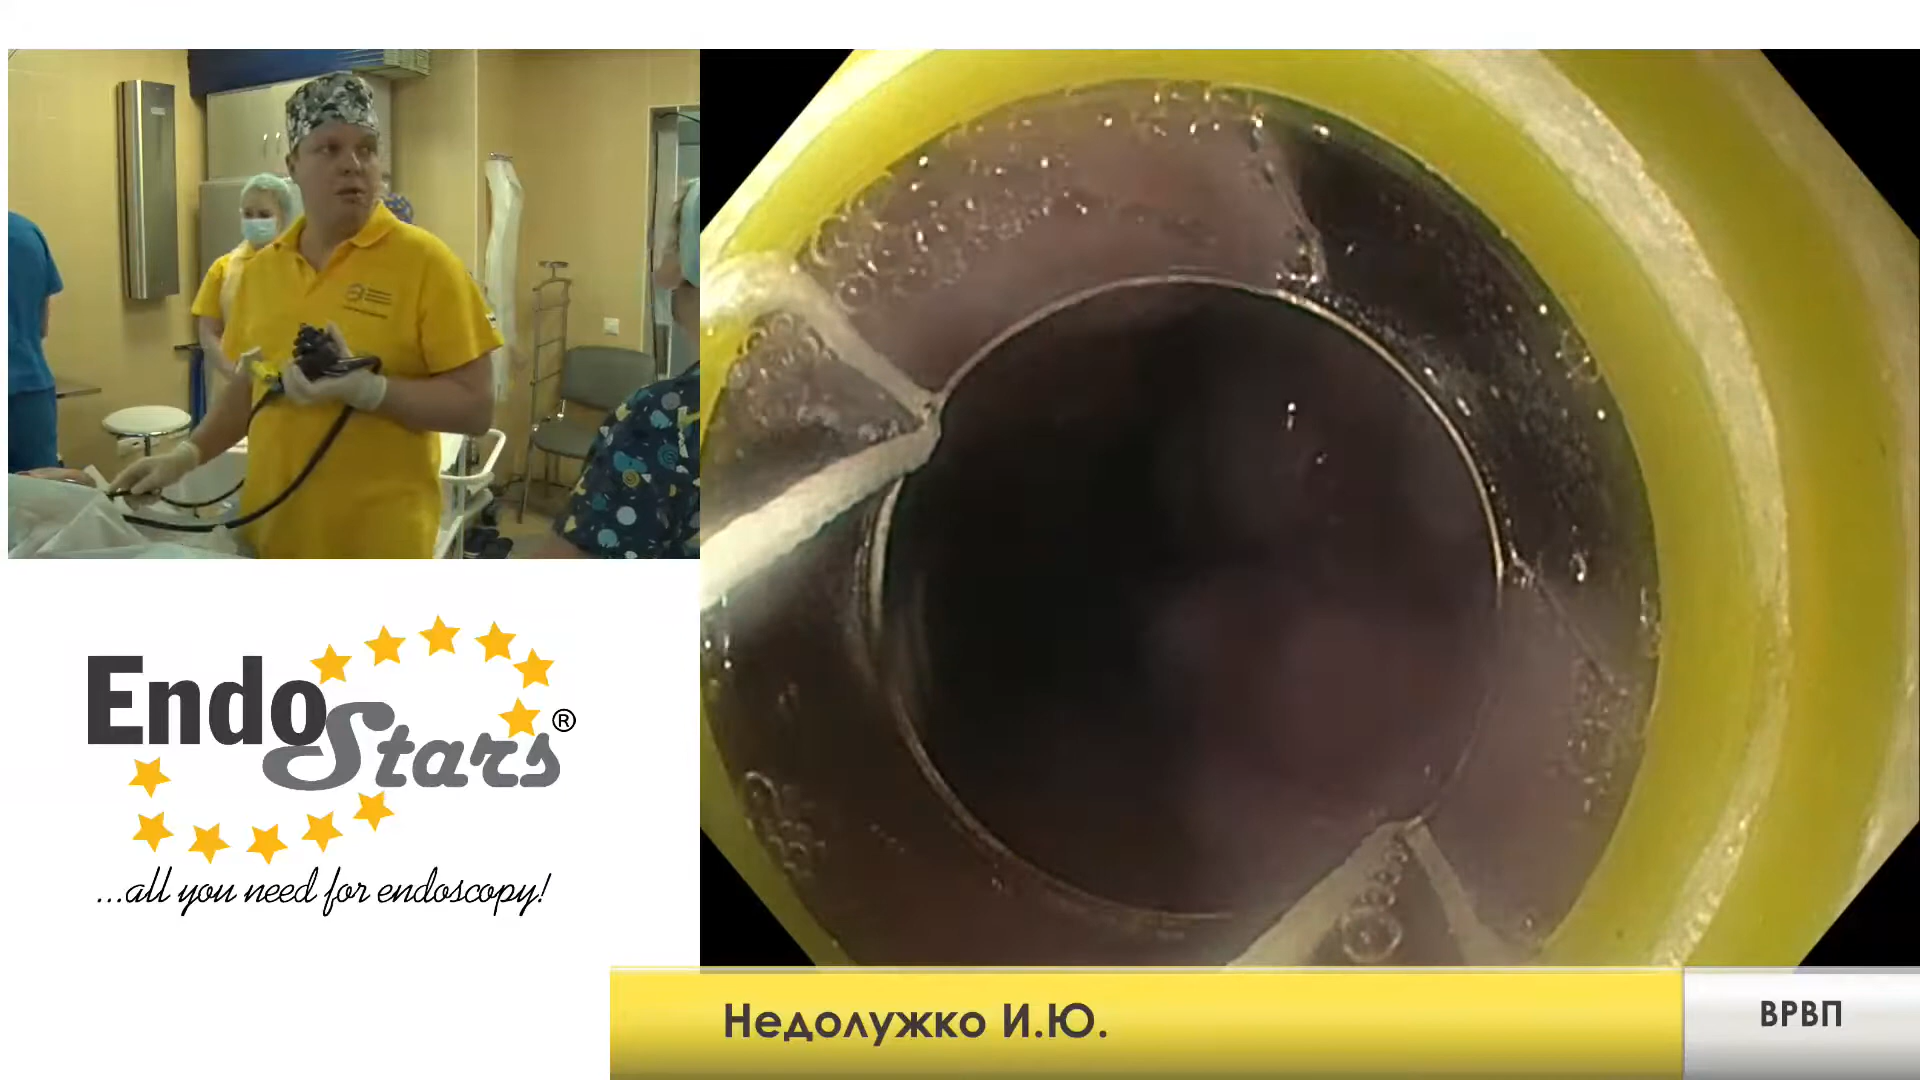 Endo
Stars®
...all you need for endoscopy!
Недолужко И.Ю.
ВРВП